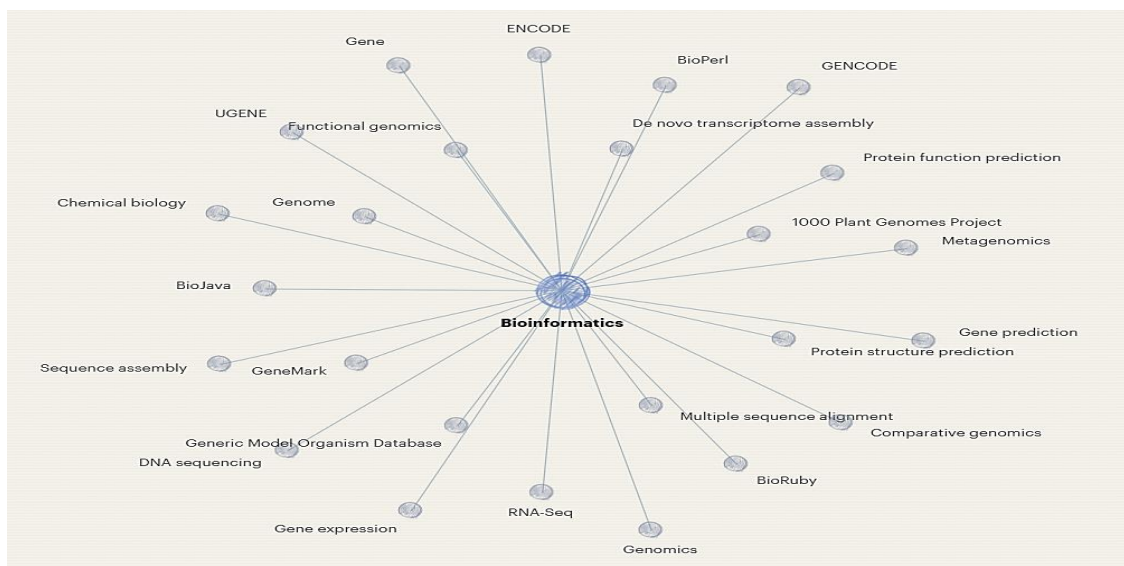 ENCODE
Gene
BioPerl
GENCODE
UGENE
Functional genomics
De novo transcriptome assembly
Protein function prediction
Chemical biology
Genome
1000 Plant Genomes Project
Metagenomics
BioJava
Bioinformatics
Gene prediction
Protein structure prediction
Sequence assembly
GeneMark
Multiple sequence alignment
Comparative genomics
Generic Model Organism Database
DNA sequencing
BioRuby
RNA-Seq
Gene expression
Genomics